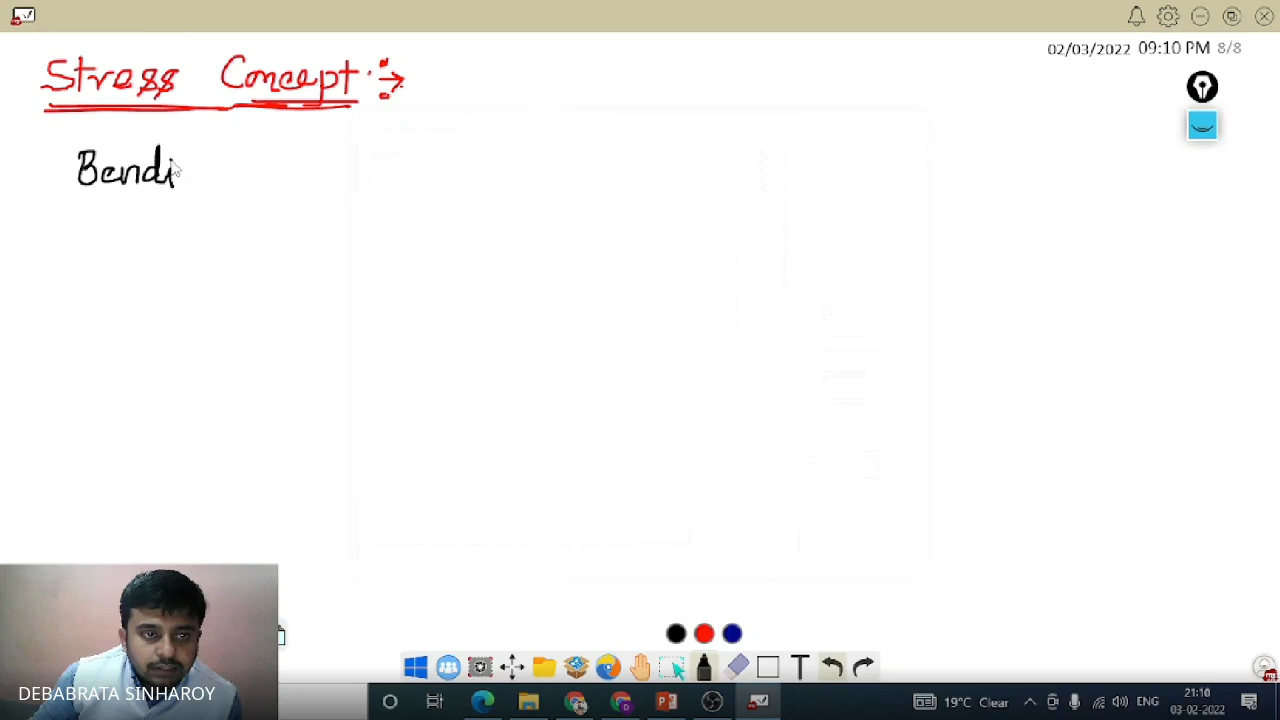 02/03/2022 09:10 PM 8/8
Stress Concept :→
Bendi
DEBABRATA SINHAROY
T
P
19°C Clear
ENG
21:10
03-02-2022